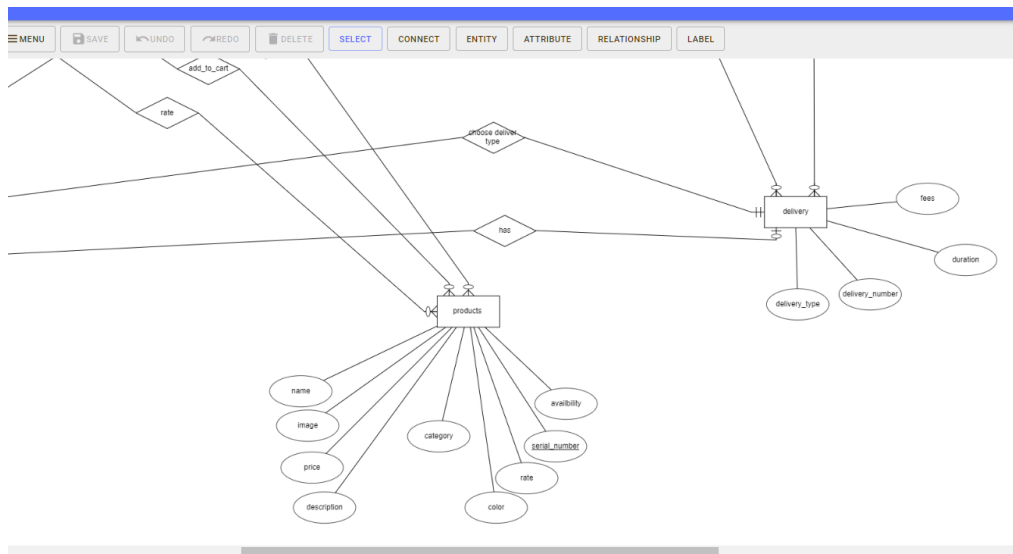 MENU
SAVE
UNDO
REDO
DELETE
SELECT
CONNECT
ENTITY
ATTRIBUTE
RELATIONSHIP
LABEL
add_to_cart
rate
choose deliver
type
has
delivery
fees
duration
delivery_number
delivery_type
products
name
image
price
description
category
color
rate
serial_number
availbility